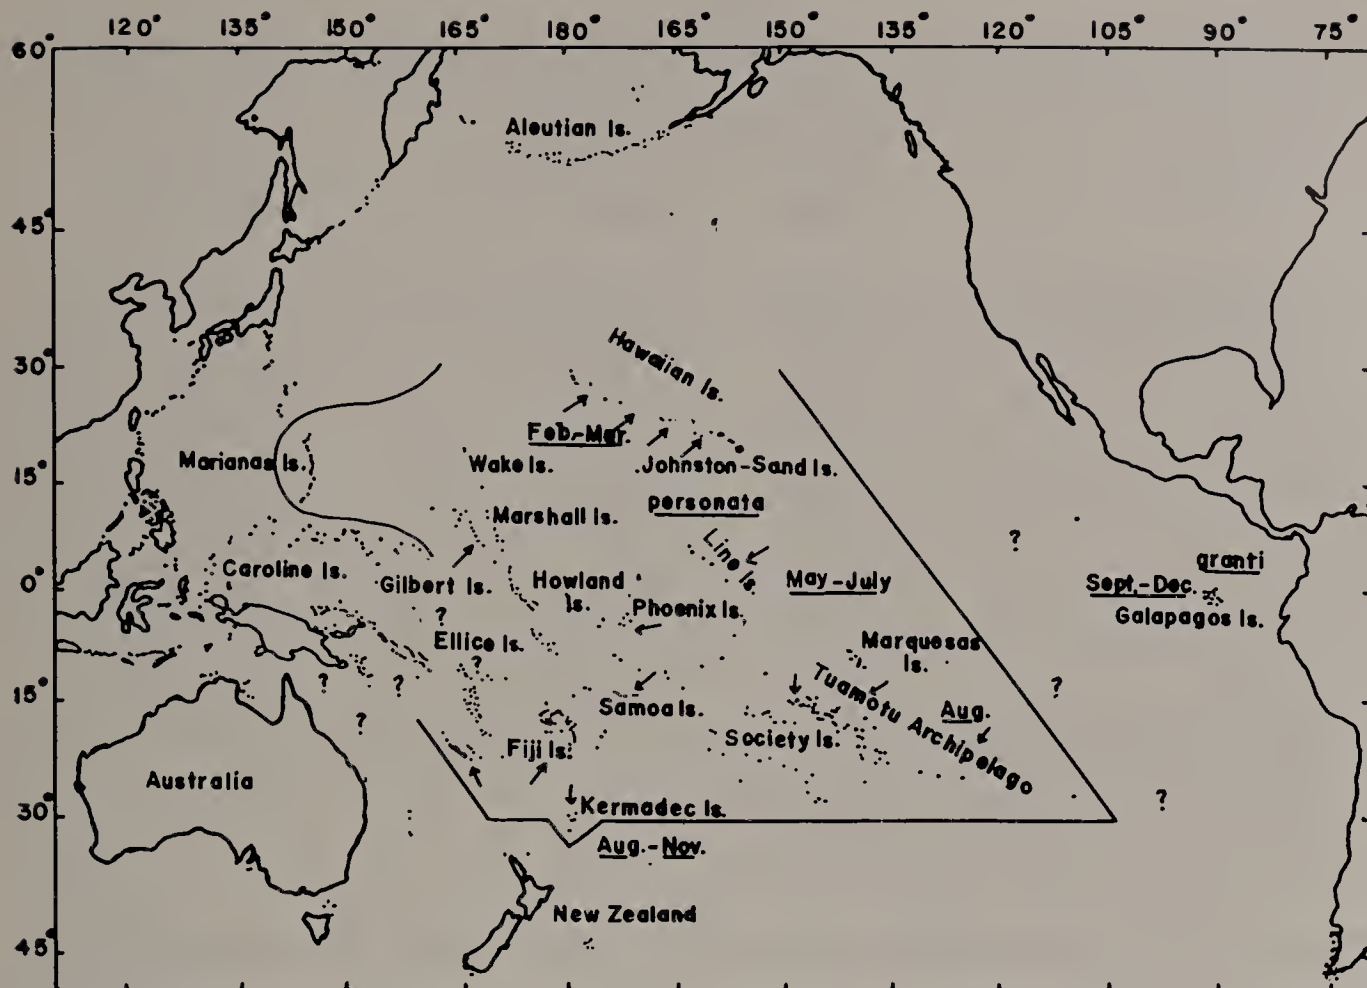 120° 135° 150° 165° 180° 165° 150° 135° 120° 105° 90° 75°
60°
Aleutian Is.
45°
30°
Hawaiian Is.
Feb.-Mar.
Marianas Is.
Wake Is.
Johnston-Sand Is.
15°
personata
Marshall Is.
?
Line Is.
granti
Caroline Is.
Gilbert Is.
Howland
Is.
May-July
Sept.-Dec.
0°
Phoenix Is.
Galapagos Is.
?
Ellice Is.
Marquesas
Is.
?
?
?
?
15°
Samoa Is.
Tuamotu Archipelago
Aug.
?
Fiji Is.
Society Is.
Australia
?
30°
Kermadec Is.
Aug.-Nov.
New Zealand
45°